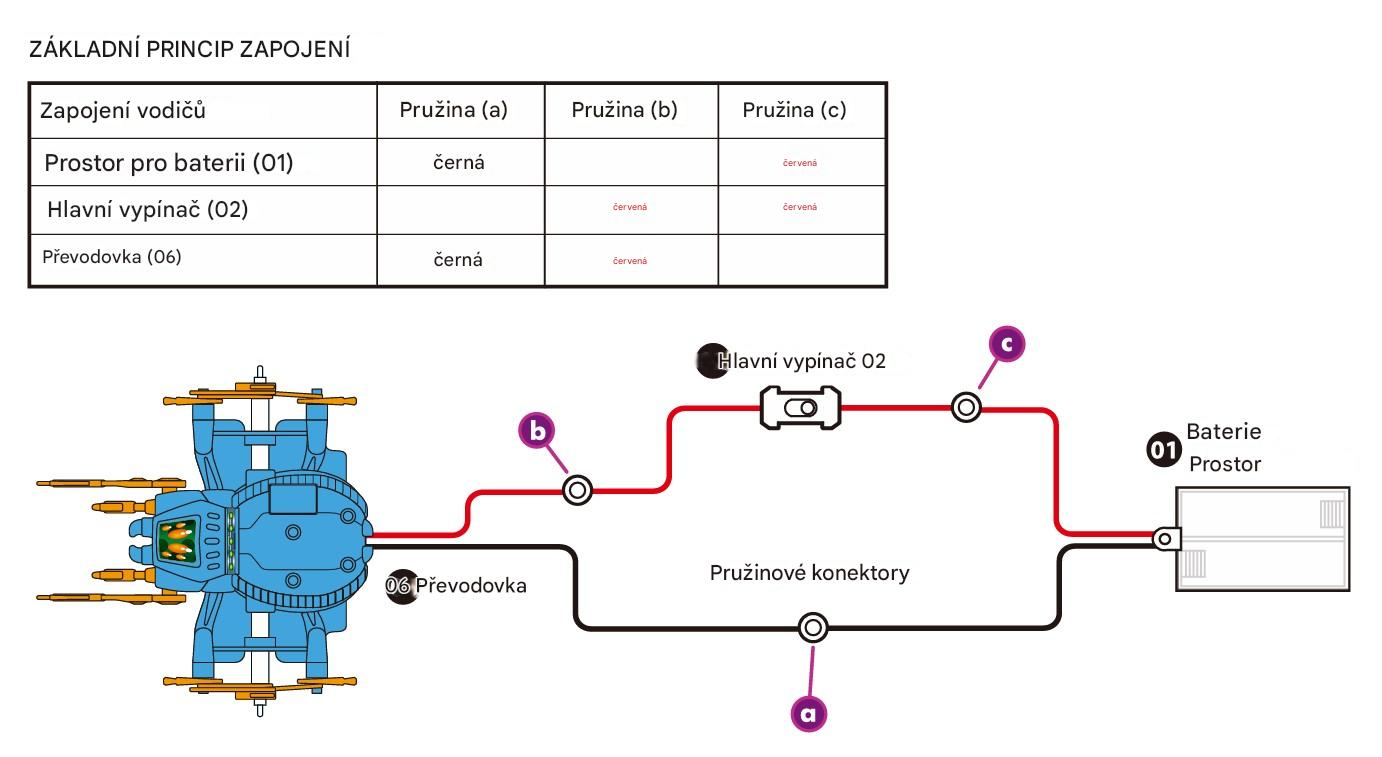 ZÁKLADNÍ PRINCIP ZAPOJENÍ
Zapojení vodičů Pružina (a) Pružina (b) Pružina (c)
Prostor pro baterii (01) černá červená
Hlavní vypínač (02) červená červená
Převodovka (06) černá červená
Hlavní vypínač 02
c
b
01 Baterie
Prostor
Pružinové konektory
06 Převodovka
a